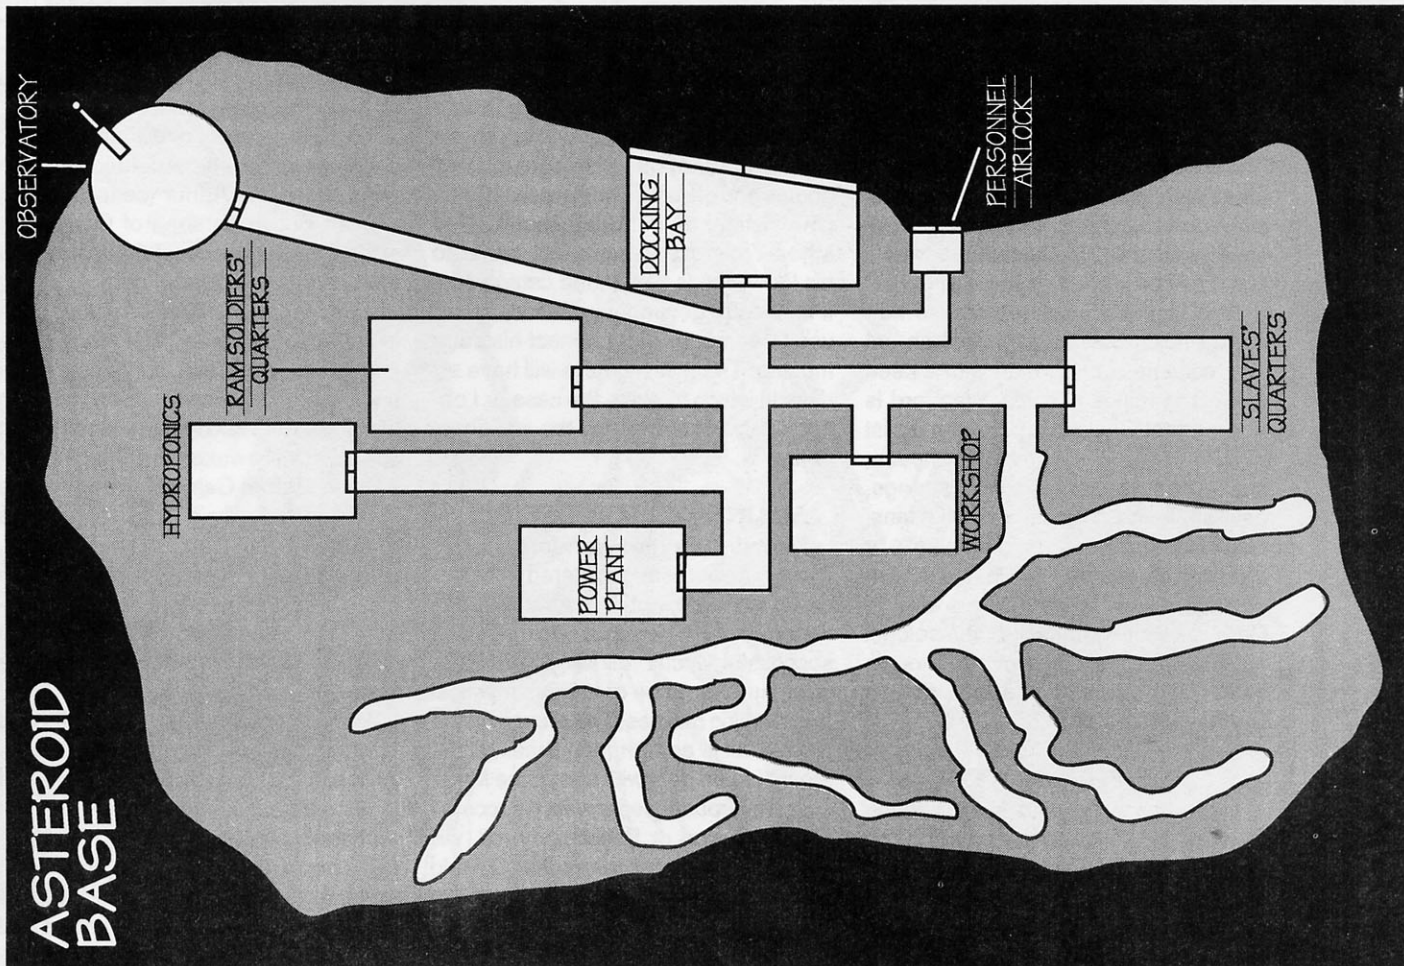 ASTEROID
BASE
OBSERVATORY
HYDROPONICS
RAM SOLDIERS'
QUARTERS
POWER
PLANT
DOCKING
BAY
WORKSHOP
PERSONNEL
AIRLOCK
SLAVES'
QUARTERS